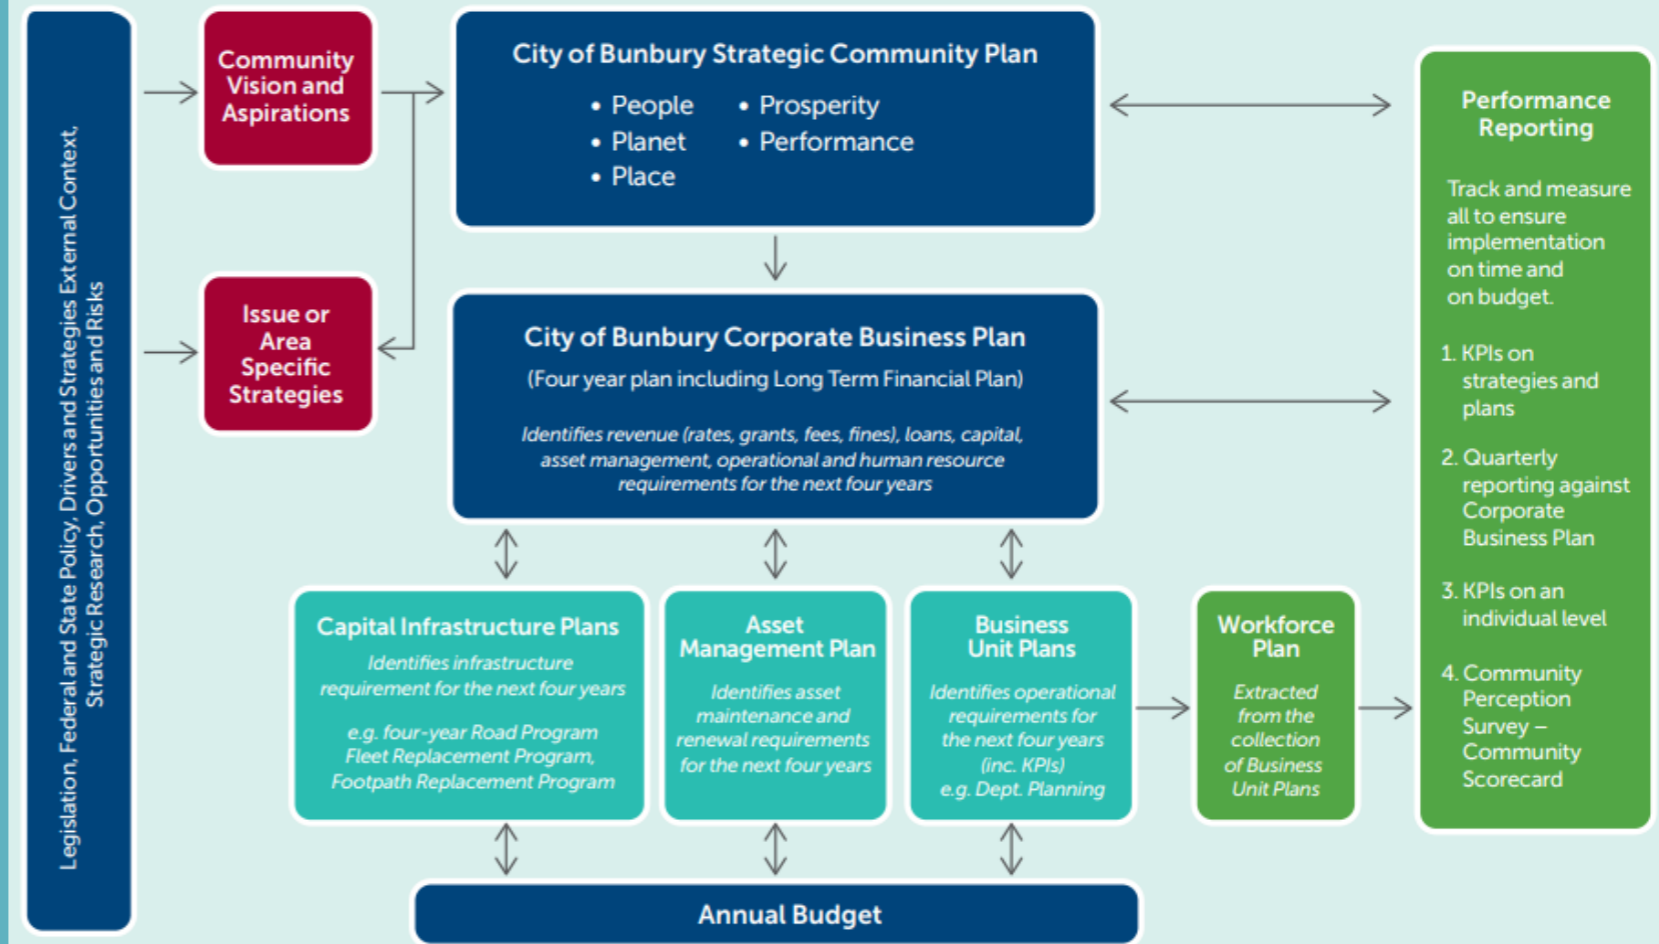 Legislation, Federal and State Policy, Drivers and Strategies External Context,
Strategic Research, Opportunities and Risks
Community
Vision and
Aspirations
Issue or
Area
Specific
Strategies
City of Bunbury Strategic Community Plan
• People
• Planet
• Place
• Prosperity
• Performance
City of Bunbury Corporate Business Plan
(Four year plan including Long Term Financial Plan)
Identifies revenue (rates, grants, fees, fines), loans, capital,
asset management, operational and human resource
requirements for the next four years
Capital Infrastructure Plans
Identifies infrastructure
requirement for the next four years
e.g. four-year Road Program
Fleet Replacement Program,
Footpath Replacement Program
Asset
Management Plan
Identifies asset
maintenance and
renewal requirements
for the next four years
Business
Unit Plans
Identifies operational
requirements for
the next four years
(inc. KPIs)
e.g. Dept. Planning
Workforce
Plan
Extracted
from the
collection
of Business
Unit Plans
Performance
Reporting
Track and measure
all to ensure
implementation
on time and
on budget.
1. KPIs on
strategies and
plans
2. Quarterly
reporting against
Corporate
Business Plan
3. KPIs on an
individual level
4. Community
Perception
Survey –
Community
Scorecard
Annual Budget